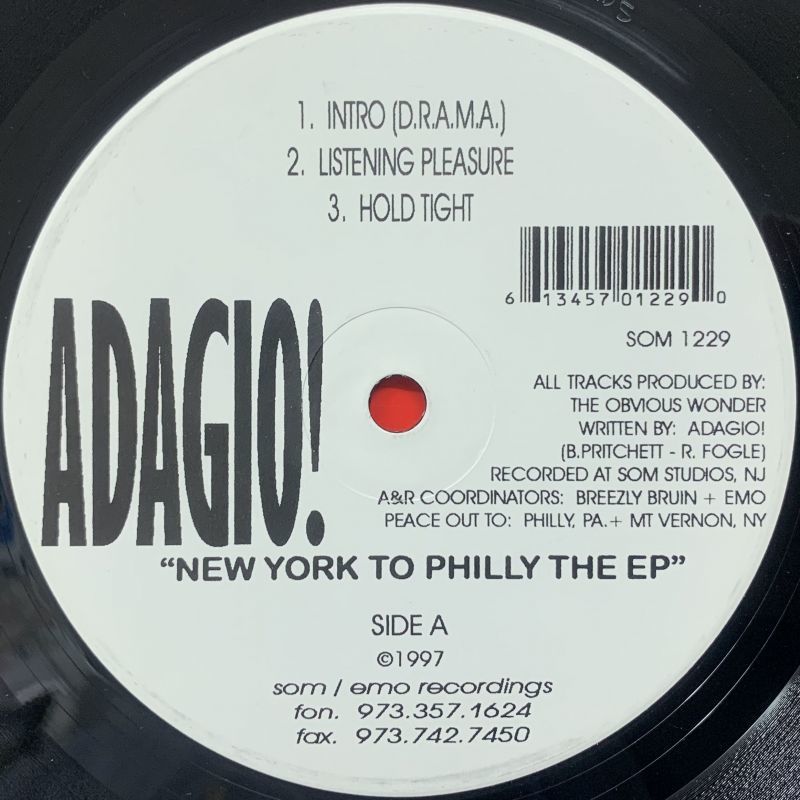 1. INTRO (D.R.A.M.A.)
2. LISTENING PLEASURE
3. HOLD TIGHT
6 13457 01229 0
SOM 1229
ADAGIO!
ALL TRACKS PRODUCED BY:
THE OBVIOUS WONDER
WRITTEN BY: ADAGIO!
(B.PRITCHETT - R. FOGLE)
RECORDED AT SOM STUDIOS, NJ
A&R COORDINATORS: BREEZLY BRUIN + EMO
PEACE OUT TO: PHILLY, PA.+ MT VERNON, NY
"NEW YORK TO PHILLY THE EP"
SIDE A
©1997
som / emo recordings
fon. 973.357.1624
fax. 973.742.7450